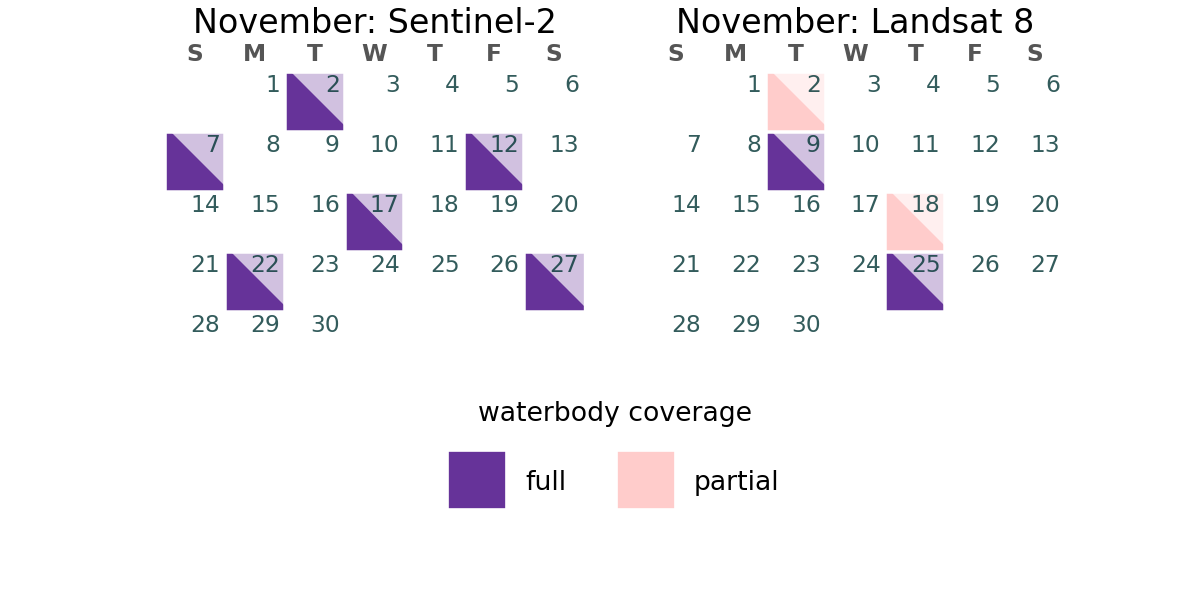 November: Sentinel-2
S M T W T F S
1 2 3 4 5 6
7 8 9 10 11 12 13
14 15 16 17 18 19 20
21 22 23 24 25 26 27
28 29 30
November: Landsat 8
S M T W T F S
1 2 3 4 5 6
7 8 9 10 11 12 13
14 15 16 17 18 19 20
21 22 23 24 25 26 27
28 29 30
waterbody coverage
full
partial